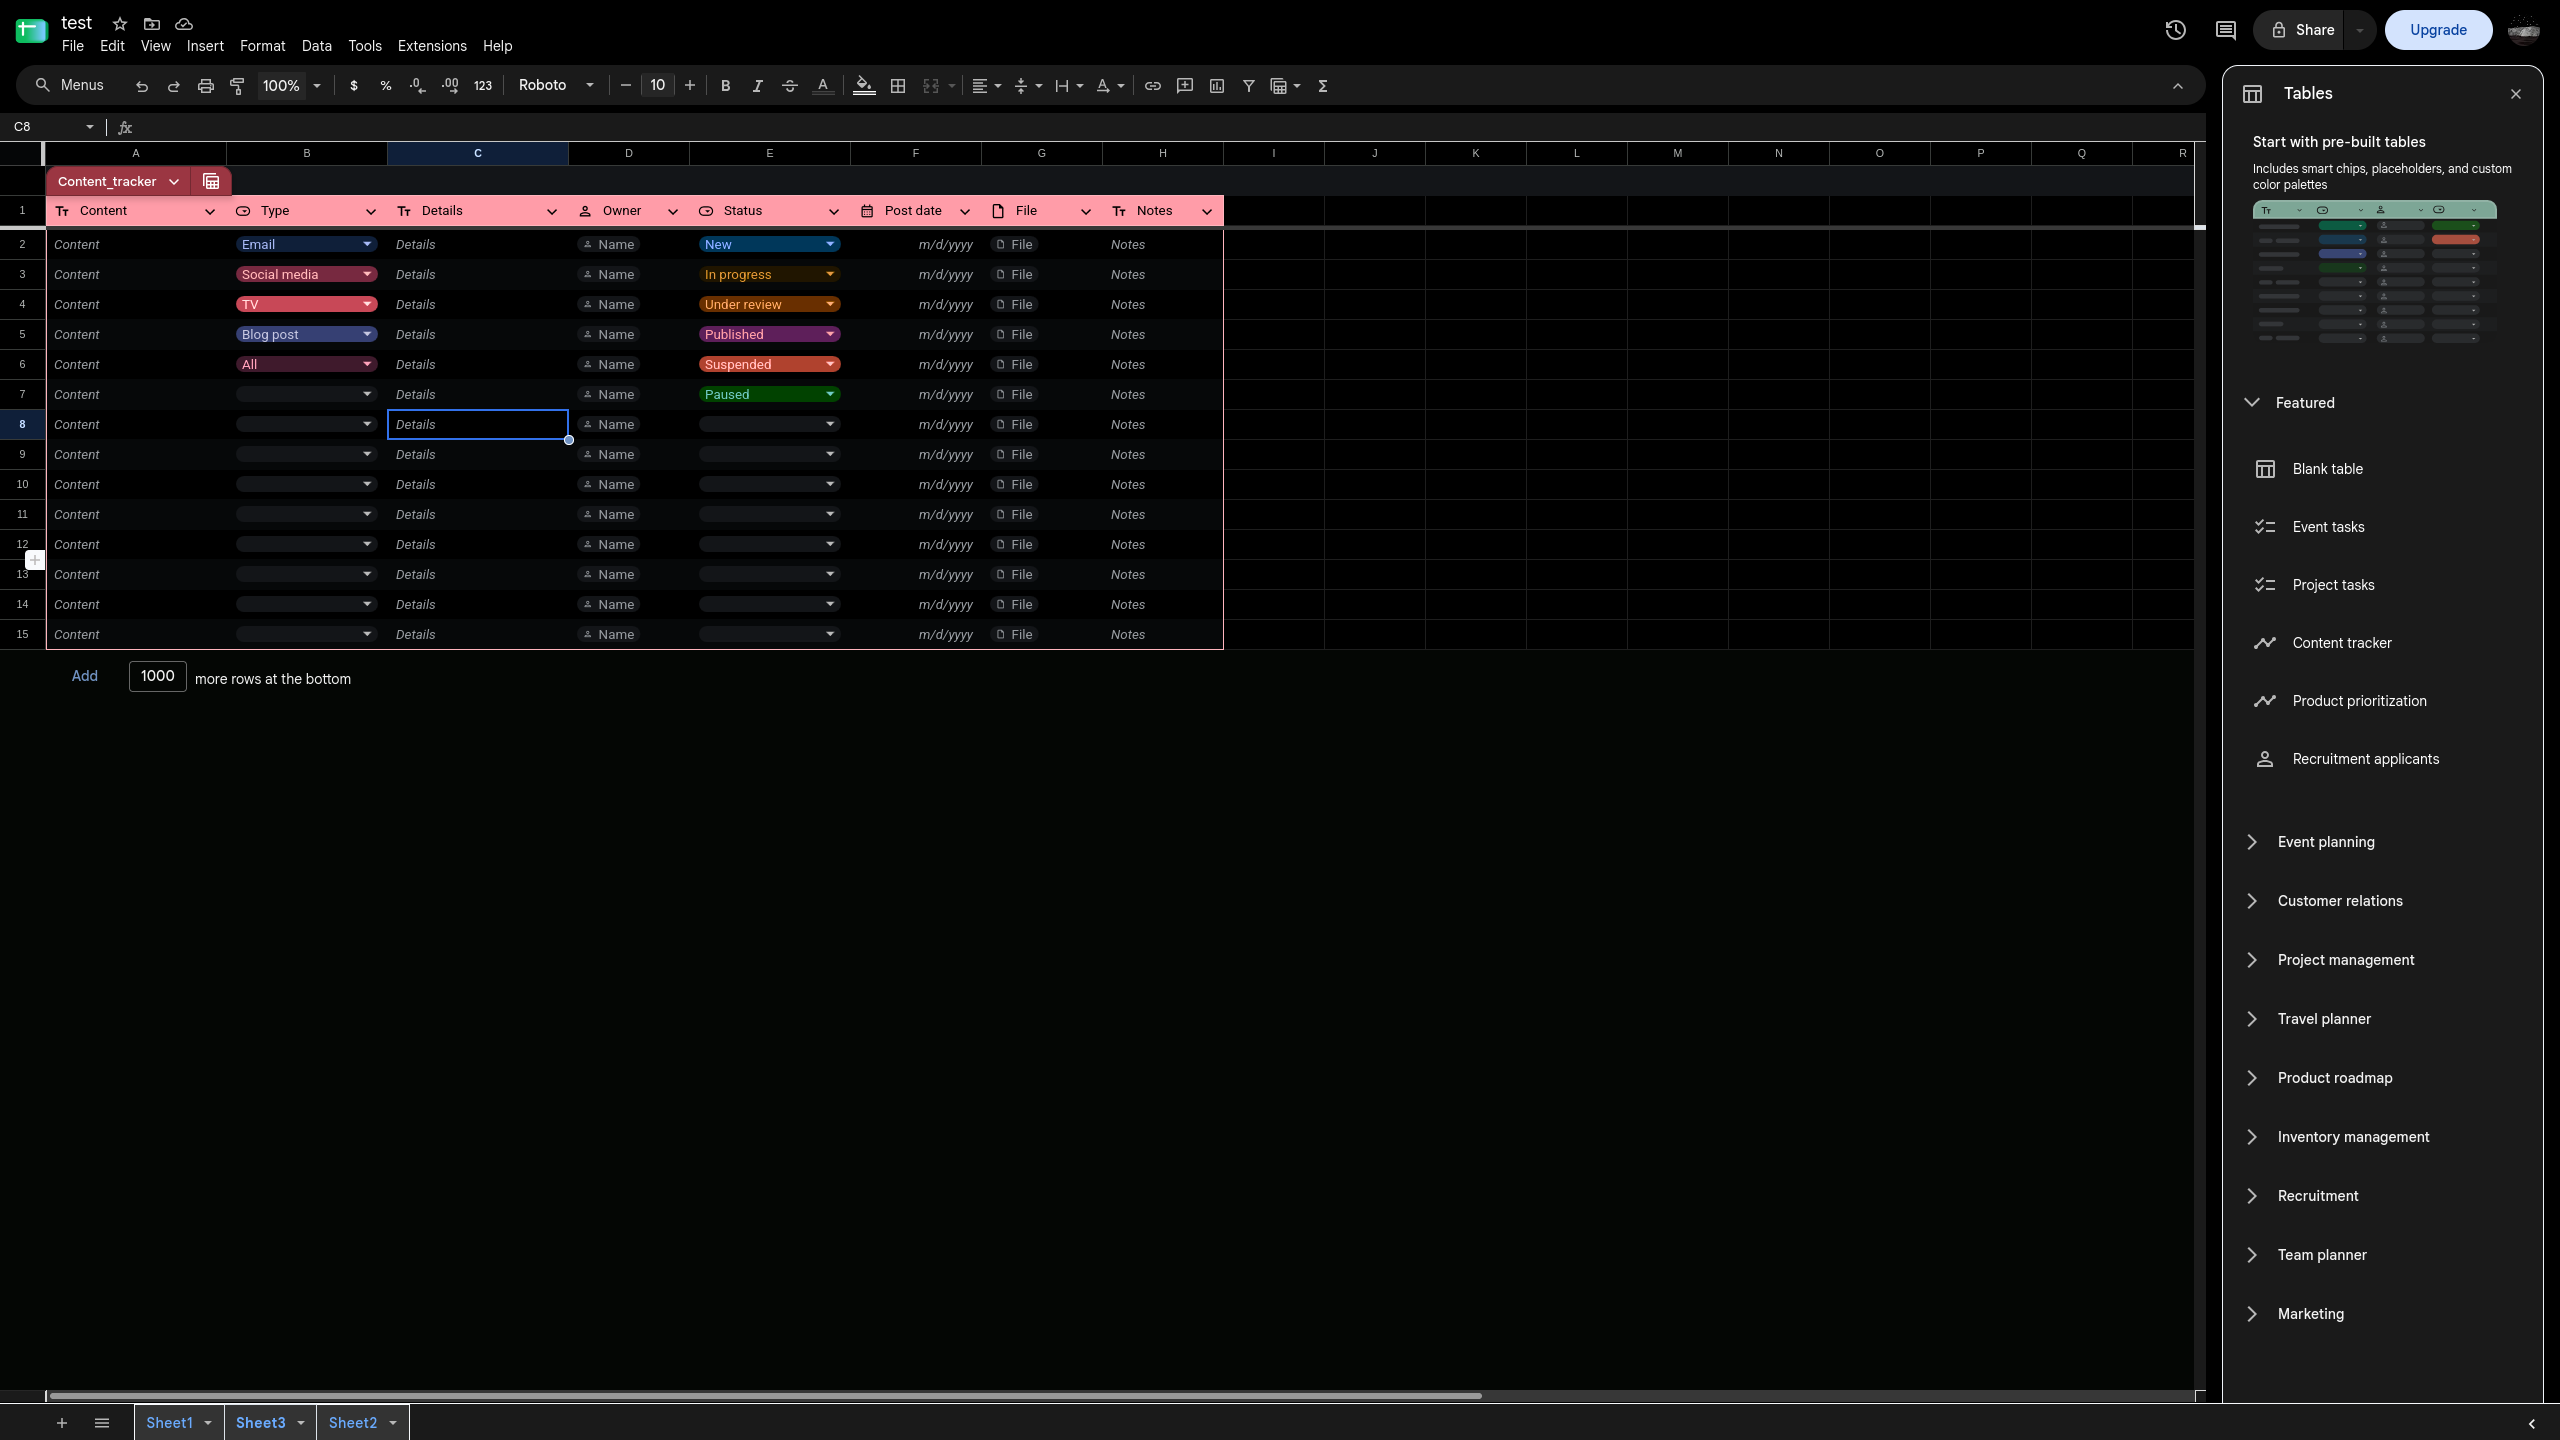 test
File Edit View Insert Format Data Tools Extensions Help
Share
Upgrade
Menus 100% $ % .0 .00 123 Roboto 10 B I A Σ
C8 fx
A B C D E F G H I J K L M N O P Q R
Content_tracker
1 Content Type Details Owner Status Post date File Notes
2 Content Email Details Name New m/d/yyyy File Notes
3 Content Social media Details Name In progress m/d/yyyy File Notes
4 Content TV Details Name Under review m/d/yyyy File Notes
5 Content Blog post Details Name Published m/d/yyyy File Notes
6 Content All Details Name Suspended m/d/yyyy File Notes
7 Content Details Name Paused m/d/yyyy File Notes
8 Content Details Name m/d/yyyy File Notes
9 Content Details Name m/d/yyyy File Notes
10 Content Details Name m/d/yyyy File Notes
11 Content Details Name m/d/yyyy File Notes
12 Content Details Name m/d/yyyy File Notes
13 Content Details Name m/d/yyyy File Notes
14 Content Details Name m/d/yyyy File Notes
15 Content Details Name m/d/yyyy File Notes
Add 1000 more rows at the bottom
Tables
Start with pre-built tables
Includes smart chips, placeholders, and custom
color palettes
Featured
Blank table
Event tasks
Project tasks
Content tracker
Product prioritization
Recruitment applicants
Event planning
Customer relations
Project management
Travel planner
Product roadmap
Inventory management
Recruitment
Team planner
Marketing
Sheet1 Sheet3 Sheet2